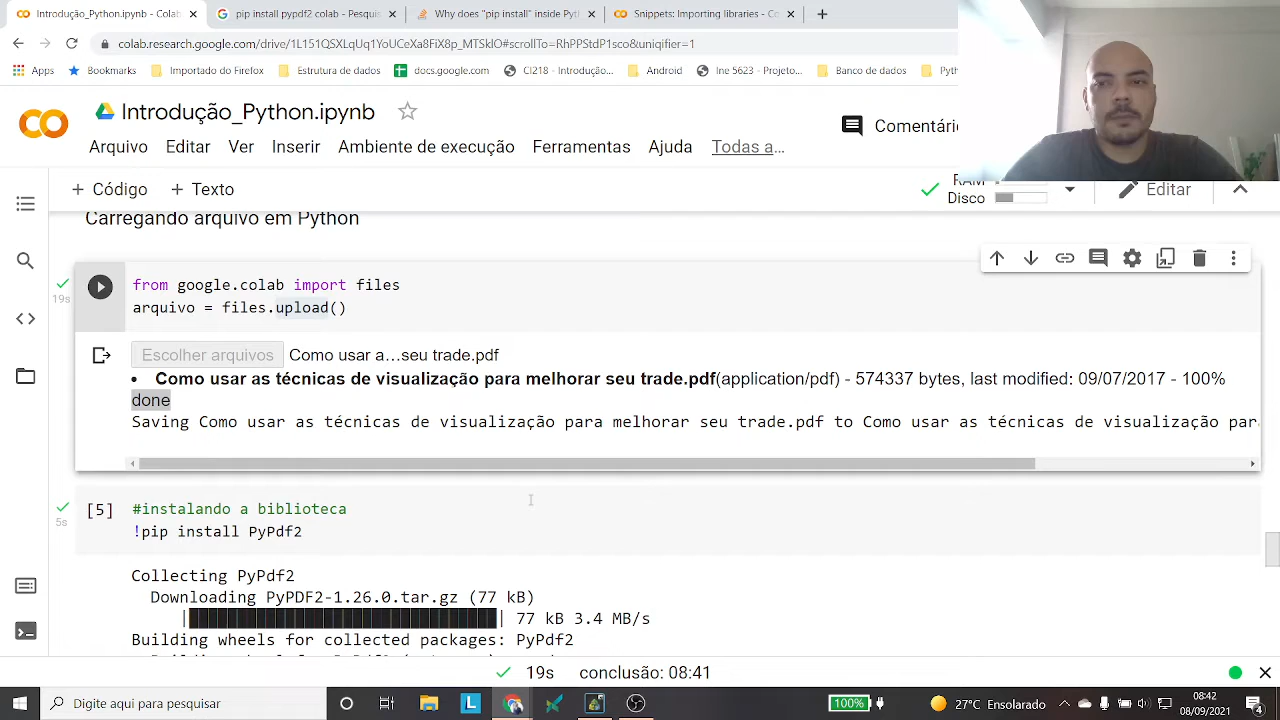 Introdução_Python.ipynb - Colab
pip install pypdf2 colab - Pesquis
Why does "pip install" inside Pyt
Snippets: Importing libraries - Co
colab.research.google.com/drive/
#scrollTo=RhPPStdP1sco&uniqifier=1
Apps
Bookmarks
Importado do Firefox
Estrutura de dados
docs.google.com
CI218 - Introdução...
Android
Ine 5623 - Projeto...
Banco de dados
Pyth
Introdução_Python.ipynb
Comentário
Arquivo Editar Ver Inserir Ambiente de execução Ferramentas Ajuda Todas a...
+ Código + Texto
RAM
Disco
Editar
Carregando arquivo em Python
19s
from google.colab import files
arquivo = files.upload()
Escolher arquivos Como usar a...seu trade.pdf
• Como usar as técnicas de visualização para melhorar seu trade.pdf(application/pdf) - 574337 bytes, last modified: 09/07/2017 - 100%
done
Saving Como usar as técnicas de visualização para melhorar seu trade.pdf to Como usar as técnicas de visualização par
[5]
5s
#instalando a biblioteca
!pip install PyPdf2
Collecting PyPdf2
Downloading PyPDF2-1.26.0.tar.gz (77 kB)
| 77 kB 3.4 MB/s
Building wheels for collected packages: PyPdf2
19s conclusão: 08:41
Digite aqui para pesquisar
L
100%
27°C Ensolarado
08:42
08/09/2021